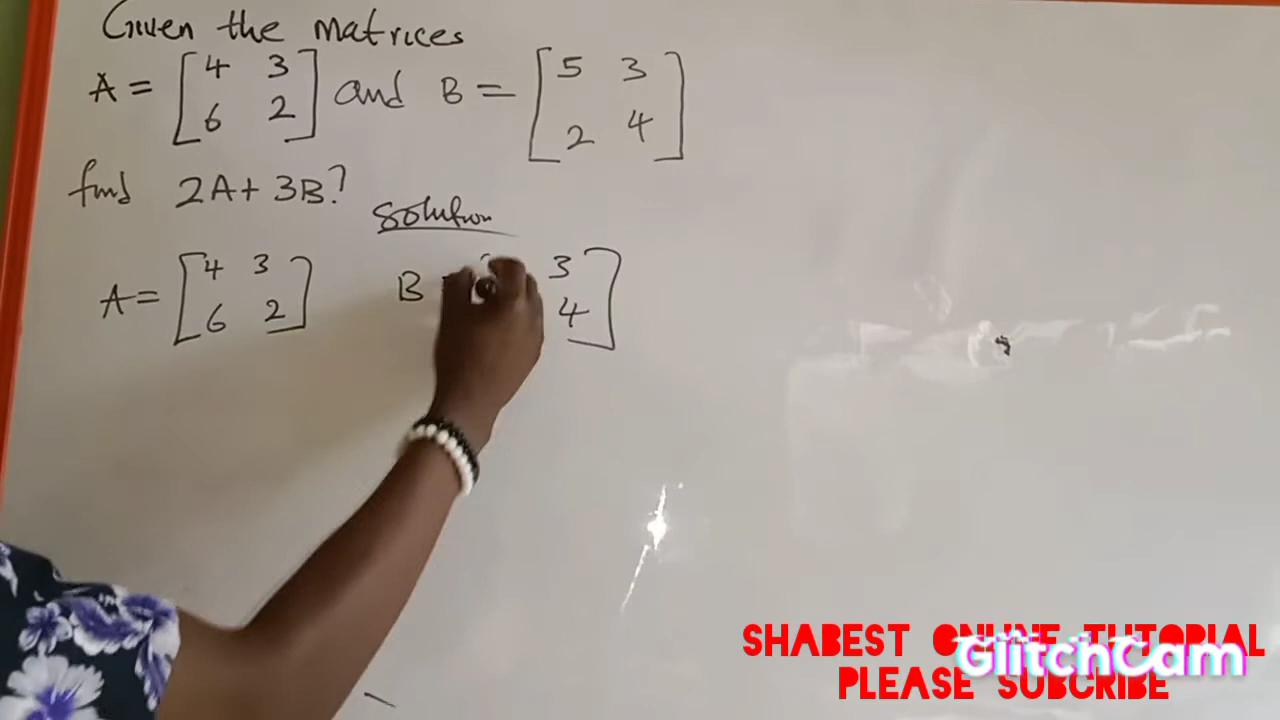 Given the matrices
A = [4 3 6 2] and B = [5 3 2 4]
find 2A + 3B?
Solution
A = [4 3 6 2] B 3 4]
SHABEST ONLINE TUTORIAL
GlitchCam
PLEASE SUBCRIBE